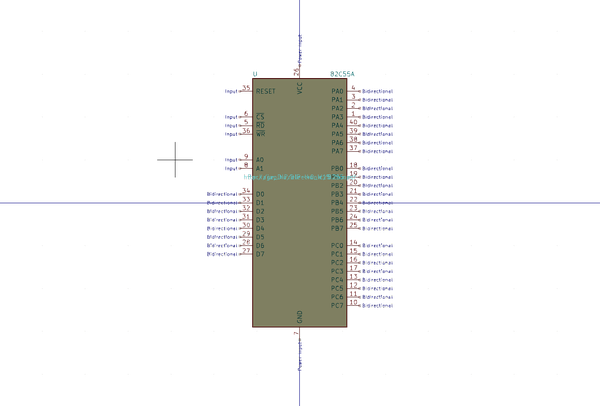 Power Input
26
U 82C55A
VCC
Input 35 RESET
Input 6 CS
Input 5 RD
Input 36 WR
Input 9 A0
Input 8 A1
Bidirectional 34 D0
Bidirectional 33 D1
Bidirectional 32 D2
Bidirectional 31 D3
Bidirectional 30 D4
Bidirectional 29 D5
Bidirectional 28 D6
Bidirectional 27 D7
PA0 4 Bidirectional
PA1 3 Bidirectional
PA2 2 Bidirectional
PA3 1 Bidirectional
PA4 40 Bidirectional
PA5 39 Bidirectional
PA6 38 Bidirectional
PA7 37 Bidirectional
PB0 18 Bidirectional
19 Bidirectional
PB2 20 Bidirectional
PB3 21 Bidirectional
PB4 22 Bidirectional
PB5 23 Bidirectional
PB6 24 Bidirectional
PB7 25 Bidirectional
PC0 14 Bidirectional
PC1 15 Bidirectional
PC2 16 Bidirectional
PC3 17 Bidirectional
PC4 13 Bidirectional
PC5 12 Bidirectional
PC6 11 Bidirectional
PC7 10 Bidirectional
GND
7
Power Input